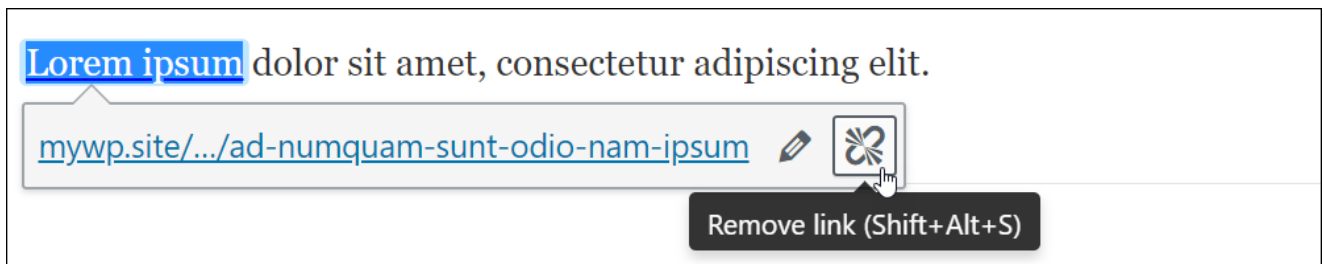 Lorem ipsum dolor sit amet, consectetur adipiscing elit.
mywp.site/.../ad-numquam-sunt-odio-nam-ipsum
Remove link (Shift+Alt+S)